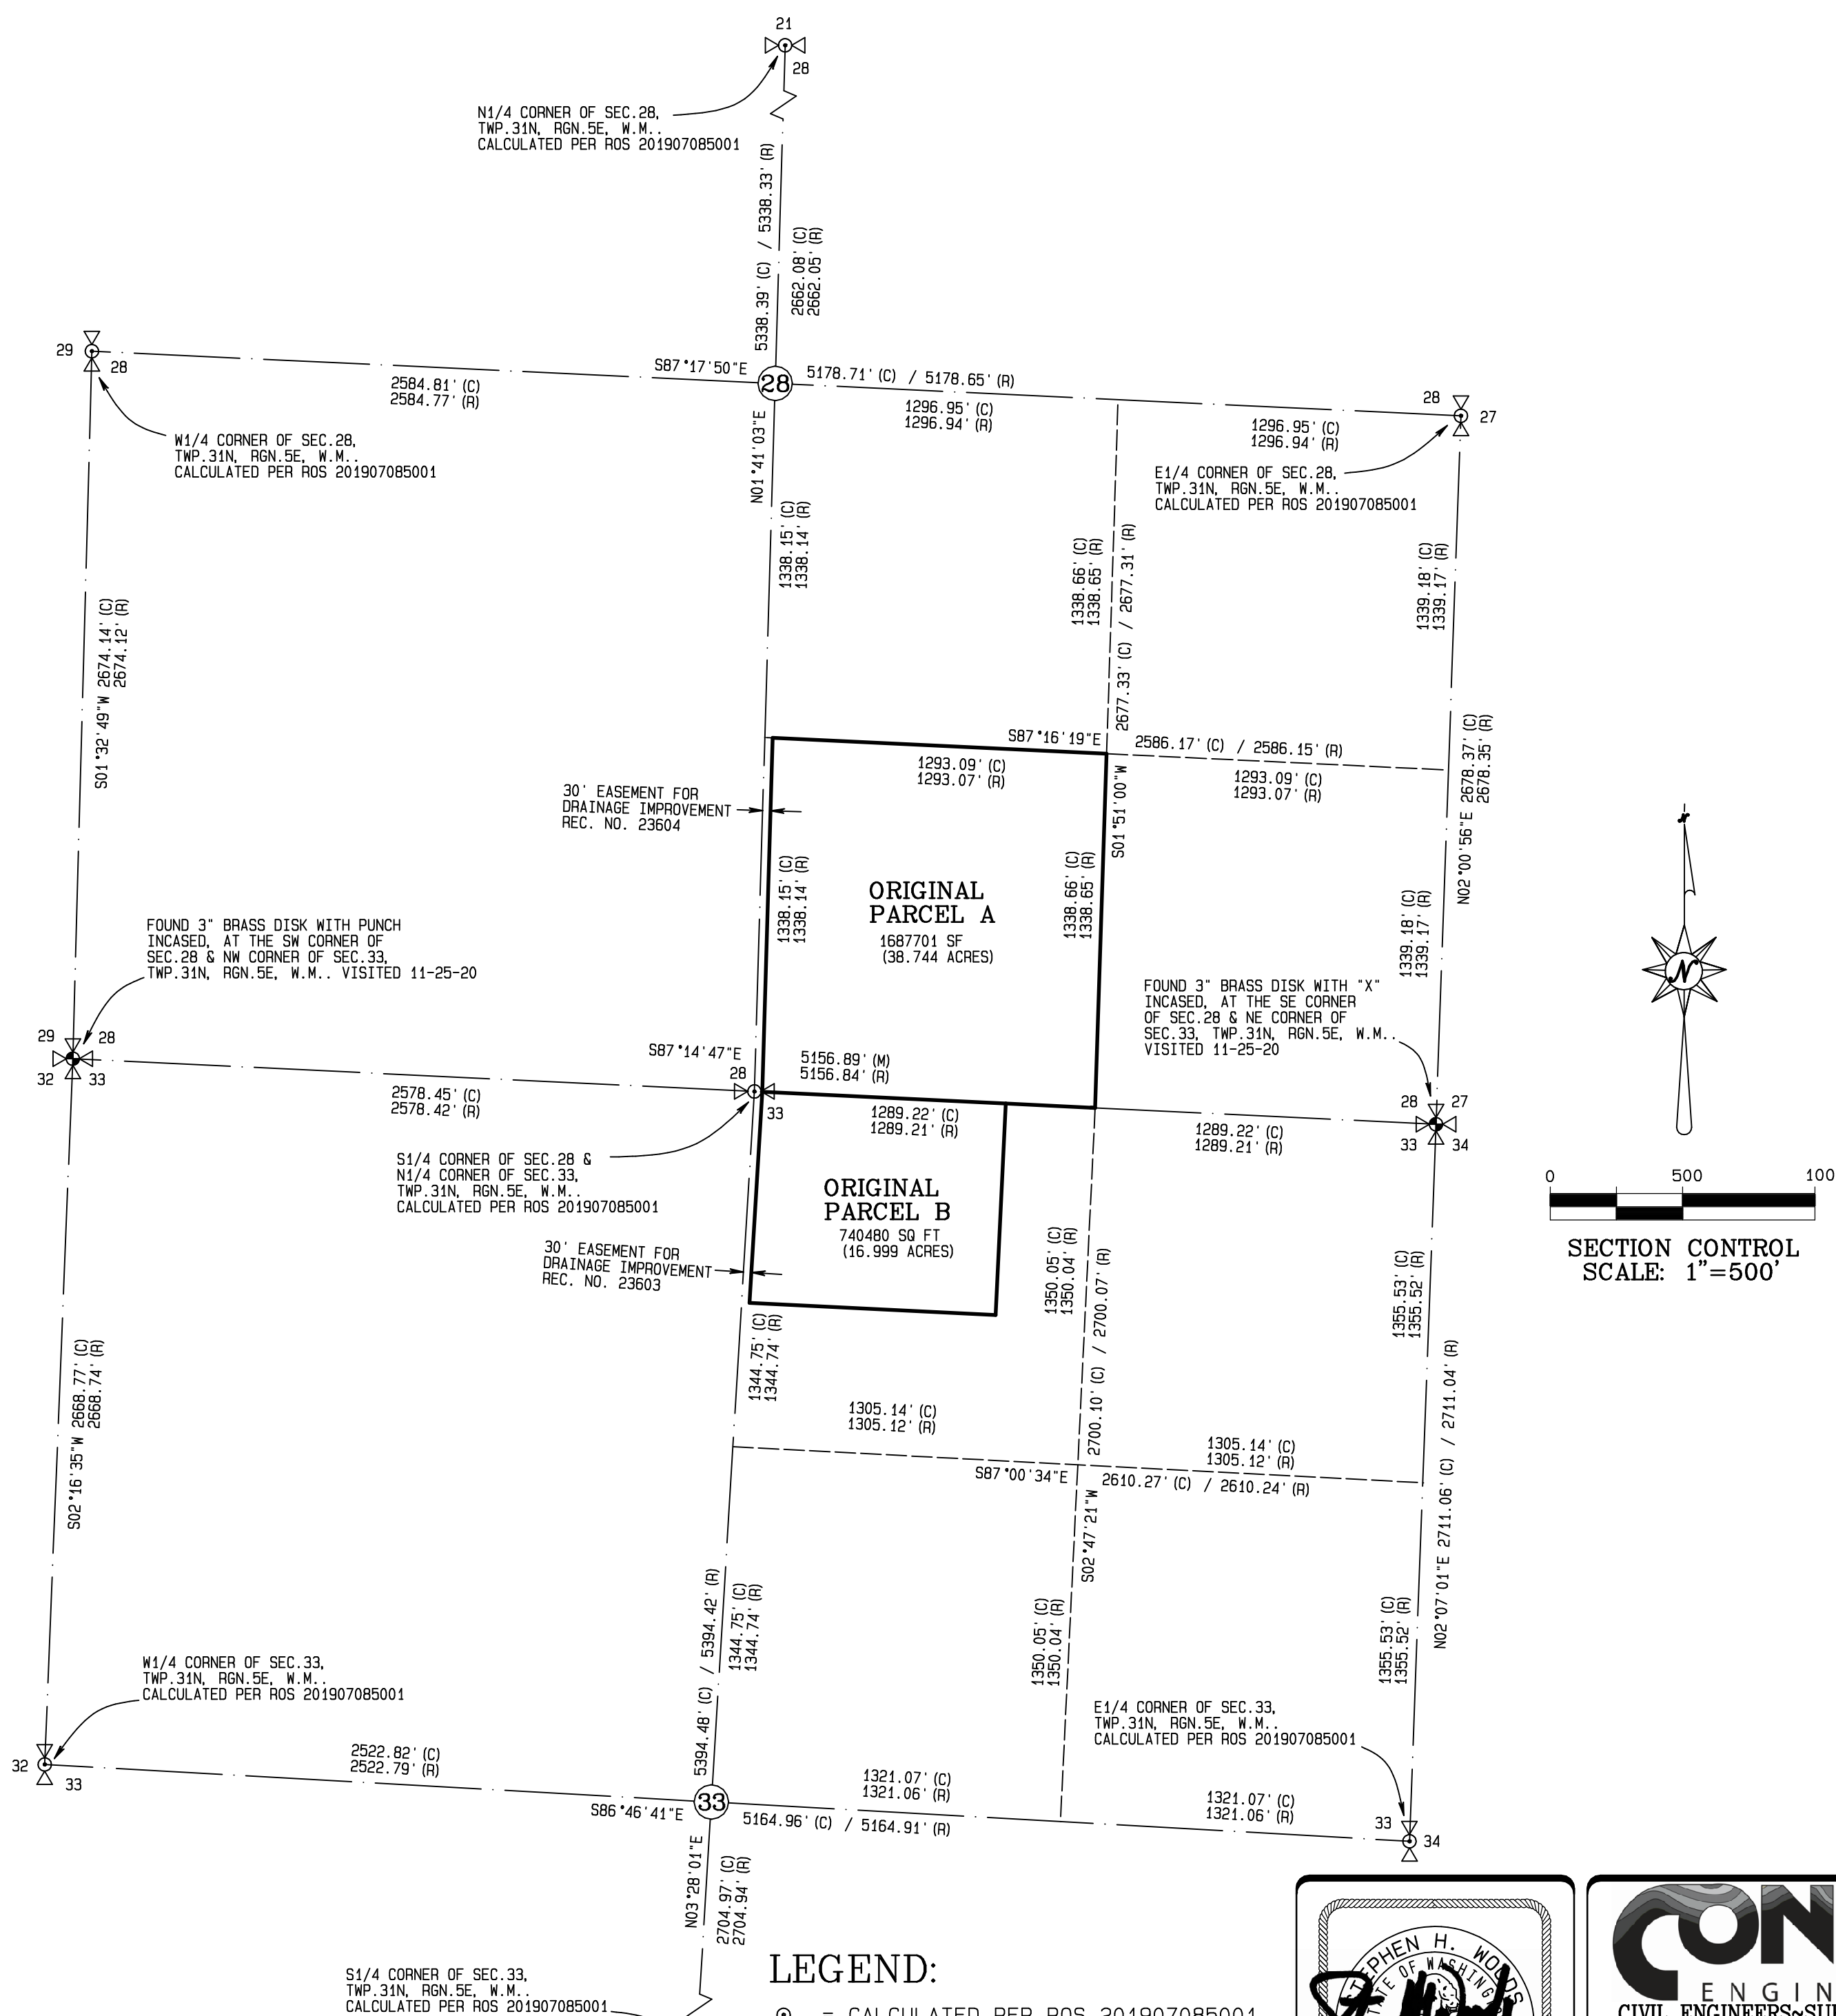 21
28
N1/4 CORNER OF SEC.28,
TWP.31N, RGN.5E, W.M..
CALCULATED PER ROS 201907085001
5338.39' (C) / 5338.33' (R)
2662.08' (C)
2662.05' (R)
29
28
S87°17'50"E
28
5178.71' (C) / 5178.65' (R)
2584.81' (C)
2584.77' (R)
1296.95' (C)
1296.94' (R)
1296.95' (C)
1296.94' (R)
28
27
W1/4 CORNER OF SEC.28,
TWP.31N, RGN.5E, W.M..
CALCULATED PER ROS 201907085001
E1/4 CORNER OF SEC.28,
TWP.31N, RGN.5E, W.M..
CALCULATED PER ROS 201907085001
N01°41'03"E
1338.15' (C)
1338.14' (R)
1338.66' (C)
1338.65' (R)
2677.33' (C) / 2677.31' (R)
1339.18' (C)
1339.17' (R)
S01°32'49"W 2674.14' (C)
2674.12' (R)
N02°00'56"E 2678.37' (C)
2678.35' (R)
S87°16'19"E
2586.17' (C) / 2586.15' (R)
1293.09' (C)
1293.07' (R)
1293.09' (C)
1293.07' (R)
S01°51'00"W
30' EASEMENT FOR
DRAINAGE IMPROVEMENT
REC. NO. 23604
1338.15' (C)
1338.14' (R)
ORIGINAL
PARCEL A
1687701 SF
(38.744 ACRES)
1338.66' (C)
1338.65' (R)
1339.18' (C)
1339.17' (R)
FOUND 3" BRASS DISK WITH PUNCH
INCASED, AT THE SW CORNER OF
SEC.28 & NW CORNER OF SEC.33,
TWP.31N, RGN.5E, W.M.. VISITED 11-25-20
FOUND 3" BRASS DISK WITH "X"
INCASED, AT THE SE CORNER
OF SEC.28 & NE CORNER OF
SEC.33, TWP.31N, RGN.5E, W.M..
VISITED 11-25-20
N
29
28
32
33
S87°14'47"E
5156.89' (M)
5156.84' (R)
28
33
2578.45' (C)
2578.42' (R)
1289.22' (C)
1289.21' (R)
1289.22' (C)
1289.21' (R)
28
27
33
34
S1/4 CORNER OF SEC.28 &
N1/4 CORNER OF SEC.33,
TWP.31N, RGN.5E, W.M..
CALCULATED PER ROS 201907085001
ORIGINAL
PARCEL B
740480 SQ FT
(16.999 ACRES)
30' EASEMENT FOR
DRAINAGE IMPROVEMENT
REC. NO. 23603
0 500 100
SECTION CONTROL
SCALE: 1"=500'
1350.05' (C)
1350.04' (R)
2700.10' (C) / 2700.07' (R)
1355.53' (C)
1355.52' (R)
1344.75' (C)
1344.74' (R)
S02°16'35"W 2668.77' (C)
2668.74' (R)
N02°07'01"E 2711.06' (C) / 2711.04' (R)
1305.14' (C)
1305.12' (R)
1305.14' (C)
1305.12' (R)
S87°00'34"E
2610.27' (C) / 2610.24' (R)
S02°47'21"W
5394.48' (C) / 5394.42' (R)
1344.75' (C)
1344.74' (R)
1350.05' (C)
1350.04' (R)
1355.53' (C)
1355.52' (R)
W1/4 CORNER OF SEC.33,
TWP.31N, RGN.5E, W.M..
CALCULATED PER ROS 201907085001
E1/4 CORNER OF SEC.33,
TWP.31N, RGN.5E, W.M..
CALCULATED PER ROS 201907085001
32
33
2522.82' (C)
2522.79' (R)
S86°46'41"E
33
5164.96' (C) / 5164.91' (R)
1321.07' (C)
1321.06' (R)
1321.07' (C)
1321.06' (R)
33
34
N03°28'01"E
2704.97' (C)
2704.94' (R)
S1/4 CORNER OF SEC.33,
TWP.31N, RGN.5E, W.M..
CALCULATED PER ROS 201907085001
LEGEND:
= CALCULATED PER ROS 201907085001
H. WOODS
OF
CON
ENGIN
CIVIL ENGINEERS~SU